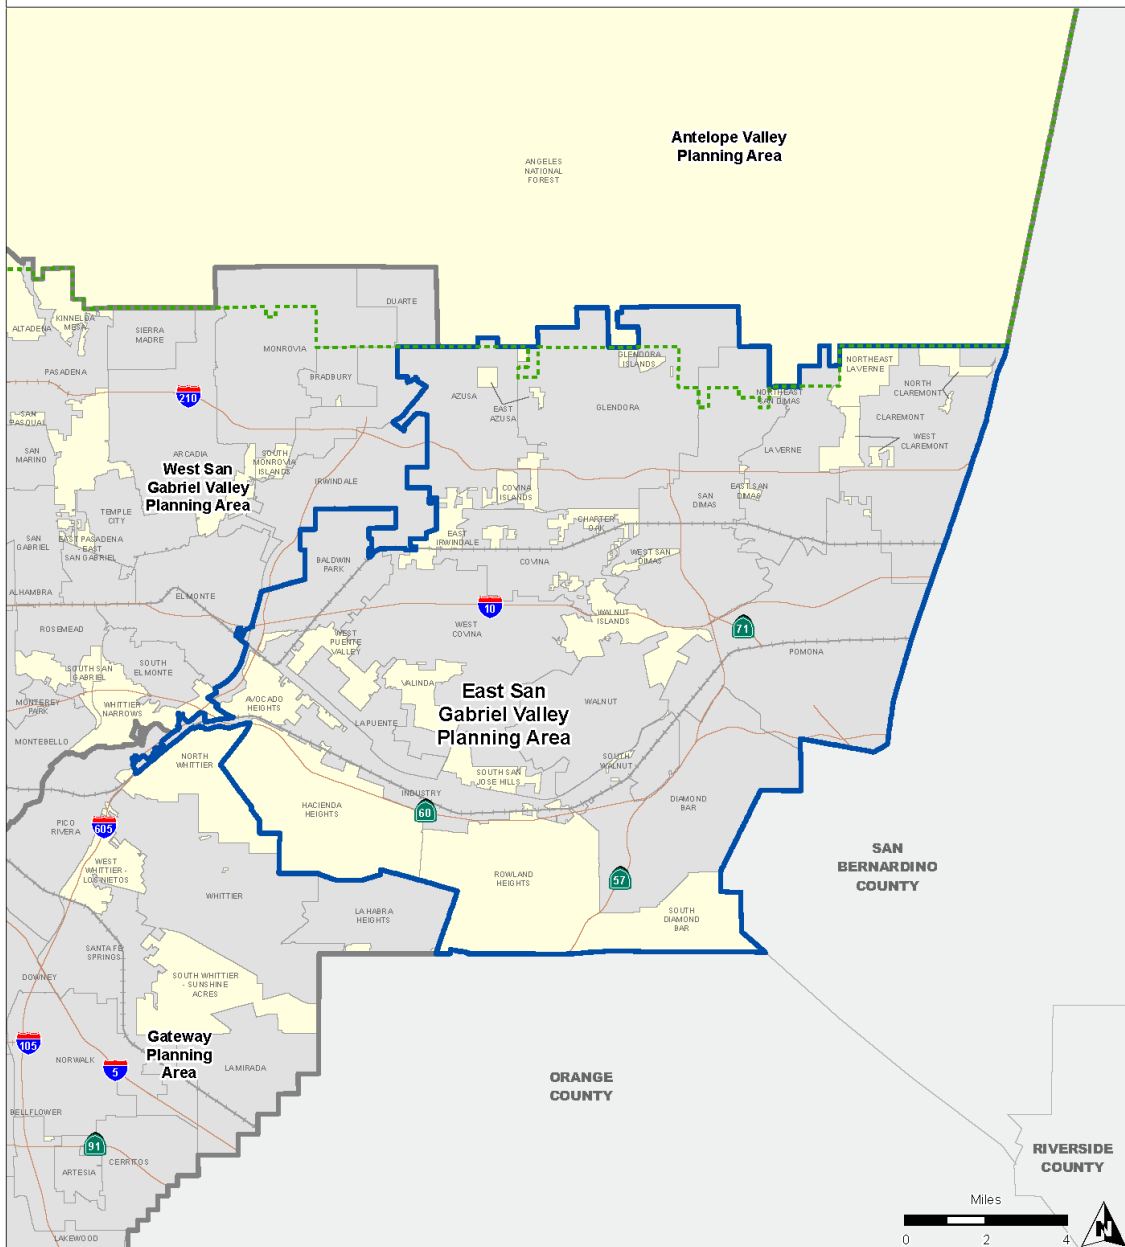 Antelope Valley
Planning Area
ANGELES
NATIONAL
FOREST
DUARTE
ALTADENA
KINNELOA
MESA
SIERRA
MADRE
MONROVIA
PASADENA
BRADBURY
210
AZUSA
EAST
AZUSA
GLENDORA
ISLANDS
GLENDORA
NORTHEAST
SAN DIMAS
NORTHEAST
LA VERNE
NORTH
CLAREMONT
CLAREMONT
WEST
CLAREMONT
LA VERNE
SAN
PASQUAL
SAN
MARINO
ARCADIA
SOUTH
MONROVIA
ISLANDS
West San
Gabriel Valley
Planning Area
IRWINDALE
COVINA
ISLANDS
EAST SAN
DIMAS
SAN
DIMAS
TEMPLE
CITY
CHARTER
OAK
SAN
GABRIEL
EAST PASADENA
- EAST
SAN GABRIEL
EAST
IRWINDALE
WEST SAN
DIMAS
BALDWIN
PARK
COVINA
ALHAMBRA
EL MONTE
10
WALNUT
ISLANDS
71
ROSEMEAD
WEST
COVINA
WEST
PUENTE
VALLEY
POMONA
SOUTH SAN
GABRIEL
SOUTH
EL MONTE
VALINDA
MONTEREY
PARK
WHITTIER
NARROWS
AVOCADO
HEIGHTS
LA PUENTE
East San
Gabriel Valley
Planning Area
WALNUT
MONTEBELLO
NORTH
WHITTIER
SOUTH SAN
JOSE HILLS
SOUTH
WALNUT
HACIENDA
HEIGHTS
INDUSTRY
60
DIAMOND
BAR
PICO
RIVERA
605
WEST
WHITTIER -
LOS NIETOS
WHITTIER
ROWLAND
HEIGHTS
57
SAN
BERNARDINO
COUNTY
LA HABRA
HEIGHTS
SOUTH
DIAMOND
BAR
SANTA FE
SPRINGS
DOWNEY
SOUTH WHITTIER
- SUNSHINE
ACRES
105
NORWALK
Gateway
Planning
Area
5
LA MIRADA
ORANGE
COUNTY
BELLFLOWER
91
CERRITOS
ARTESIA
LAKEWOOD
RIVERSIDE
COUNTY
Miles
0 2 4
N